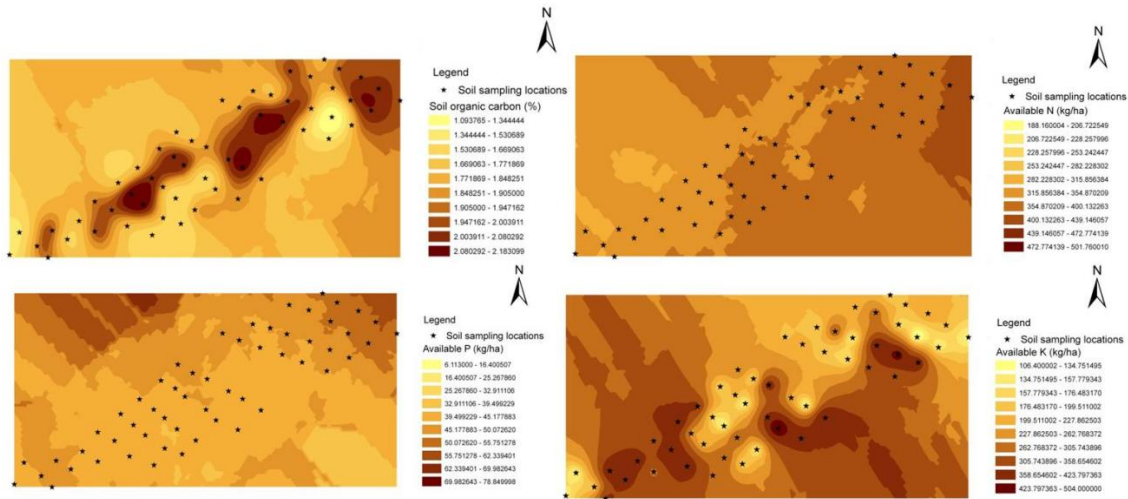 N
Legend
Soil sampling locations
Soil organic carbon (%)
1.093765 - 1.344444
1.344444 - 1.530689
1.530689 - 1.669063
1.669063 - 1.771869
1.771869 - 1.848251
1.848251 - 1.905000
1.905000 - 1.947162
1.947162 - 2.003911
2.003911 - 2.080292
2.080292 - 2.183099
N
Legend
Soil sampling locations
Available N (kg/ha)
188.160004 - 206.722549
206.722549 - 228.257996
228.257996 - 253.242447
253.242447 - 282.228302
282.228302 - 315.856384
315.856384 - 354.870209
354.870209 - 400.132263
400.132263 - 439.146057
439.146057 - 472.774139
472.774139 - 501.760010
N
Legend
Soil sampling locations
Available P (kg/ha)
6.113000 - 16.400507
16.400507 - 25.267860
25.267860 - 32.911106
32.911106 - 39.499229
39.499229 - 45.177883
45.177883 - 50.072620
50.072620 - 55.751278
55.751278 - 62.339401
62.339401 - 69.982643
69.982643 - 78.849998
N
Legend
Soil sampling locations
Available K (kg/ha)
106.400002 - 134.751495
134.751495 - 157.779343
157.779343 - 176.483170
176.483170 - 199.511002
199.511002 - 227.862503
227.862503 - 262.768372
262.768372 - 305.743896
305.743896 - 358.654602
358.654602 - 423.797363
423.797363 - 504.000000